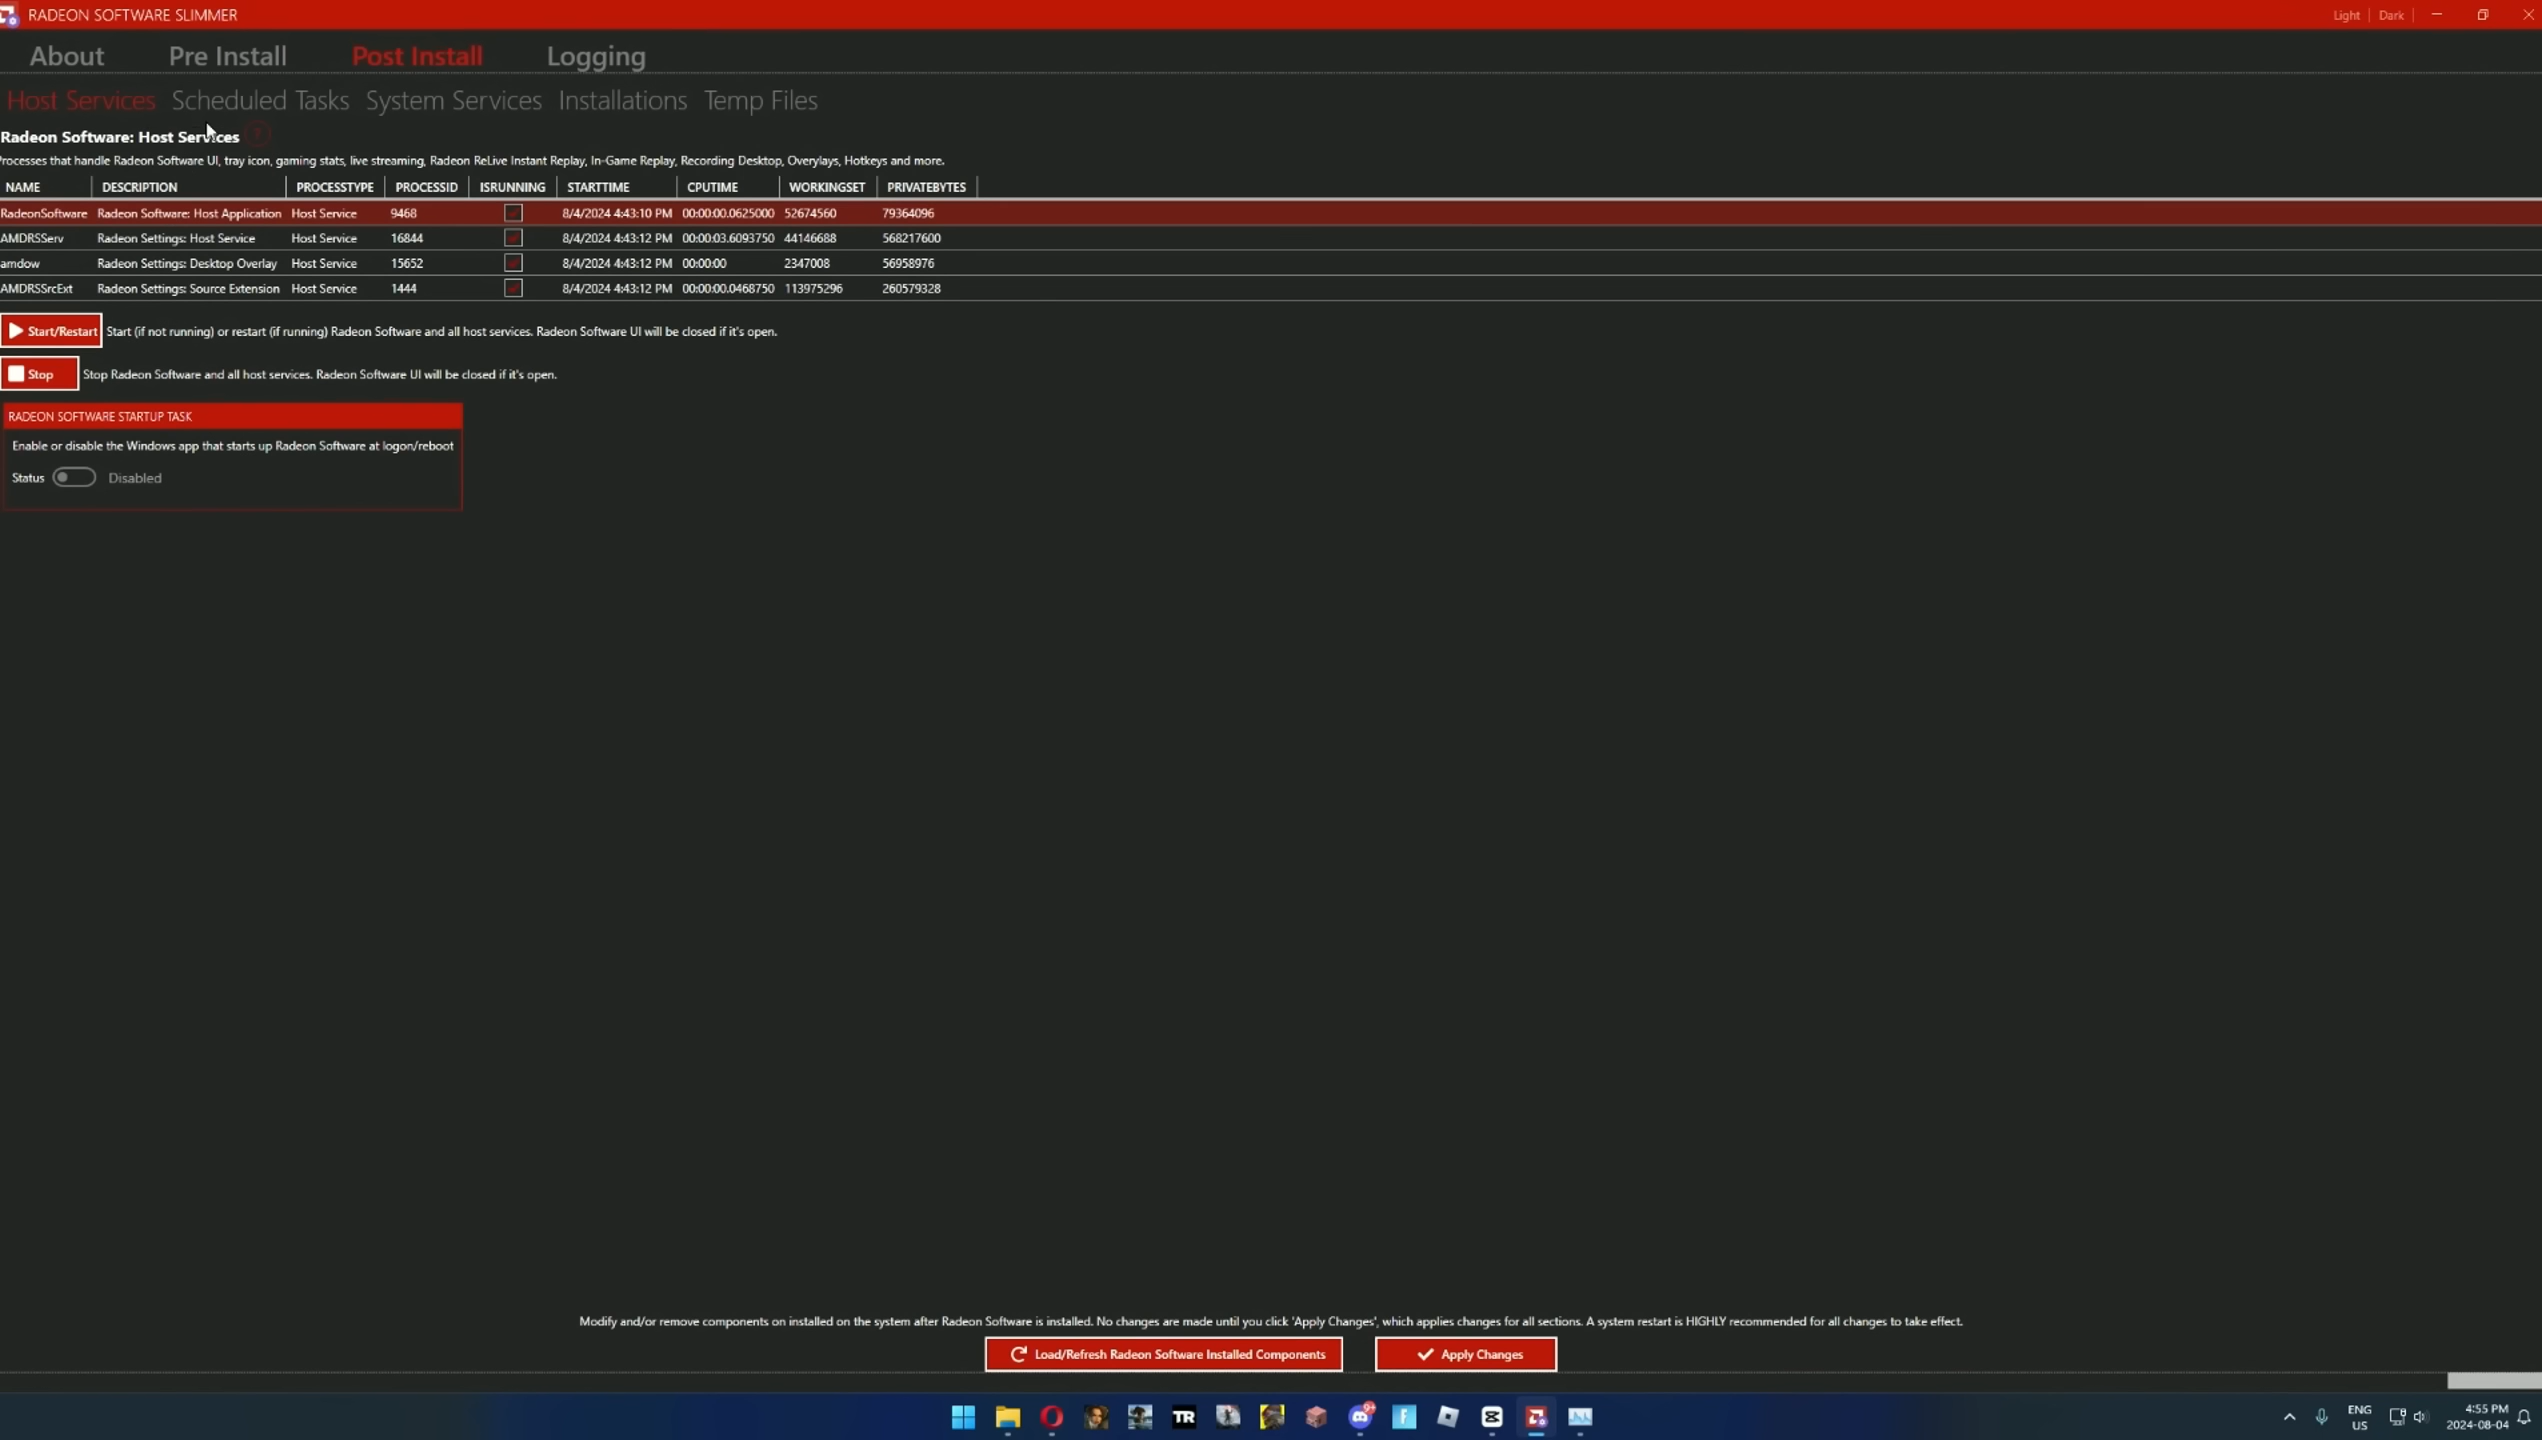 RADEON SOFTWARE SLIMMER
Light Dark
About Pre Install Post Install Logging
Host Services Scheduled Tasks System Services Installations Temp Files
Radeon Software: Host Services ?
Processes that handle Radeon Software UI, tray icon, gaming stats, live streaming, Radeon ReLive Instant Replay, In-Game Replay, Recording Desktop, Overylays, Hotkeys and more.
NAME DESCRIPTION PROCESSTYPE PROCESSID ISRUNNING STARTTIME CPUTIME WORKINGSET PRIVATEBYTES
RadeonSoftware Radeon Software: Host Application Host Service 9468 8/4/2024 4:43:10 PM 00:00:00.0625000 52674560 79364096
AMDRSServ Radeon Settings: Host Service Host Service 16844 8/4/2024 4:43:12 PM 00:00:03.6093750 44146688 568217600
amdow Radeon Settings: Desktop Overlay Host Service 15652 8/4/2024 4:43:12 PM 00:00:00 2347008 56958976
AMDRSSrcExt Radeon Settings: Source Extension Host Service 1444 8/4/2024 4:43:12 PM 00:00:00.0468750 113975296 260579328
Start/Restart Start (if not running) or restart (if running) Radeon Software and all host services. Radeon Software UI will be closed if it's open.
Stop Stop Radeon Software and all host services. Radeon Software UI will be closed if it's open.
RADEON SOFTWARE STARTUP TASK
Enable or disable the Windows app that starts up Radeon Software at logon/reboot
Status Disabled
Modify and/or remove components on installed on the system after Radeon Software is installed. No changes are made until you click 'Apply Changes', which applies changes for all sections. A system restart is HIGHLY recommended for all changes to take effect.
Load/Refresh Radeon Software Installed Components Apply Changes
TR
9+
ENG
US
4:55 PM
2024-08-04